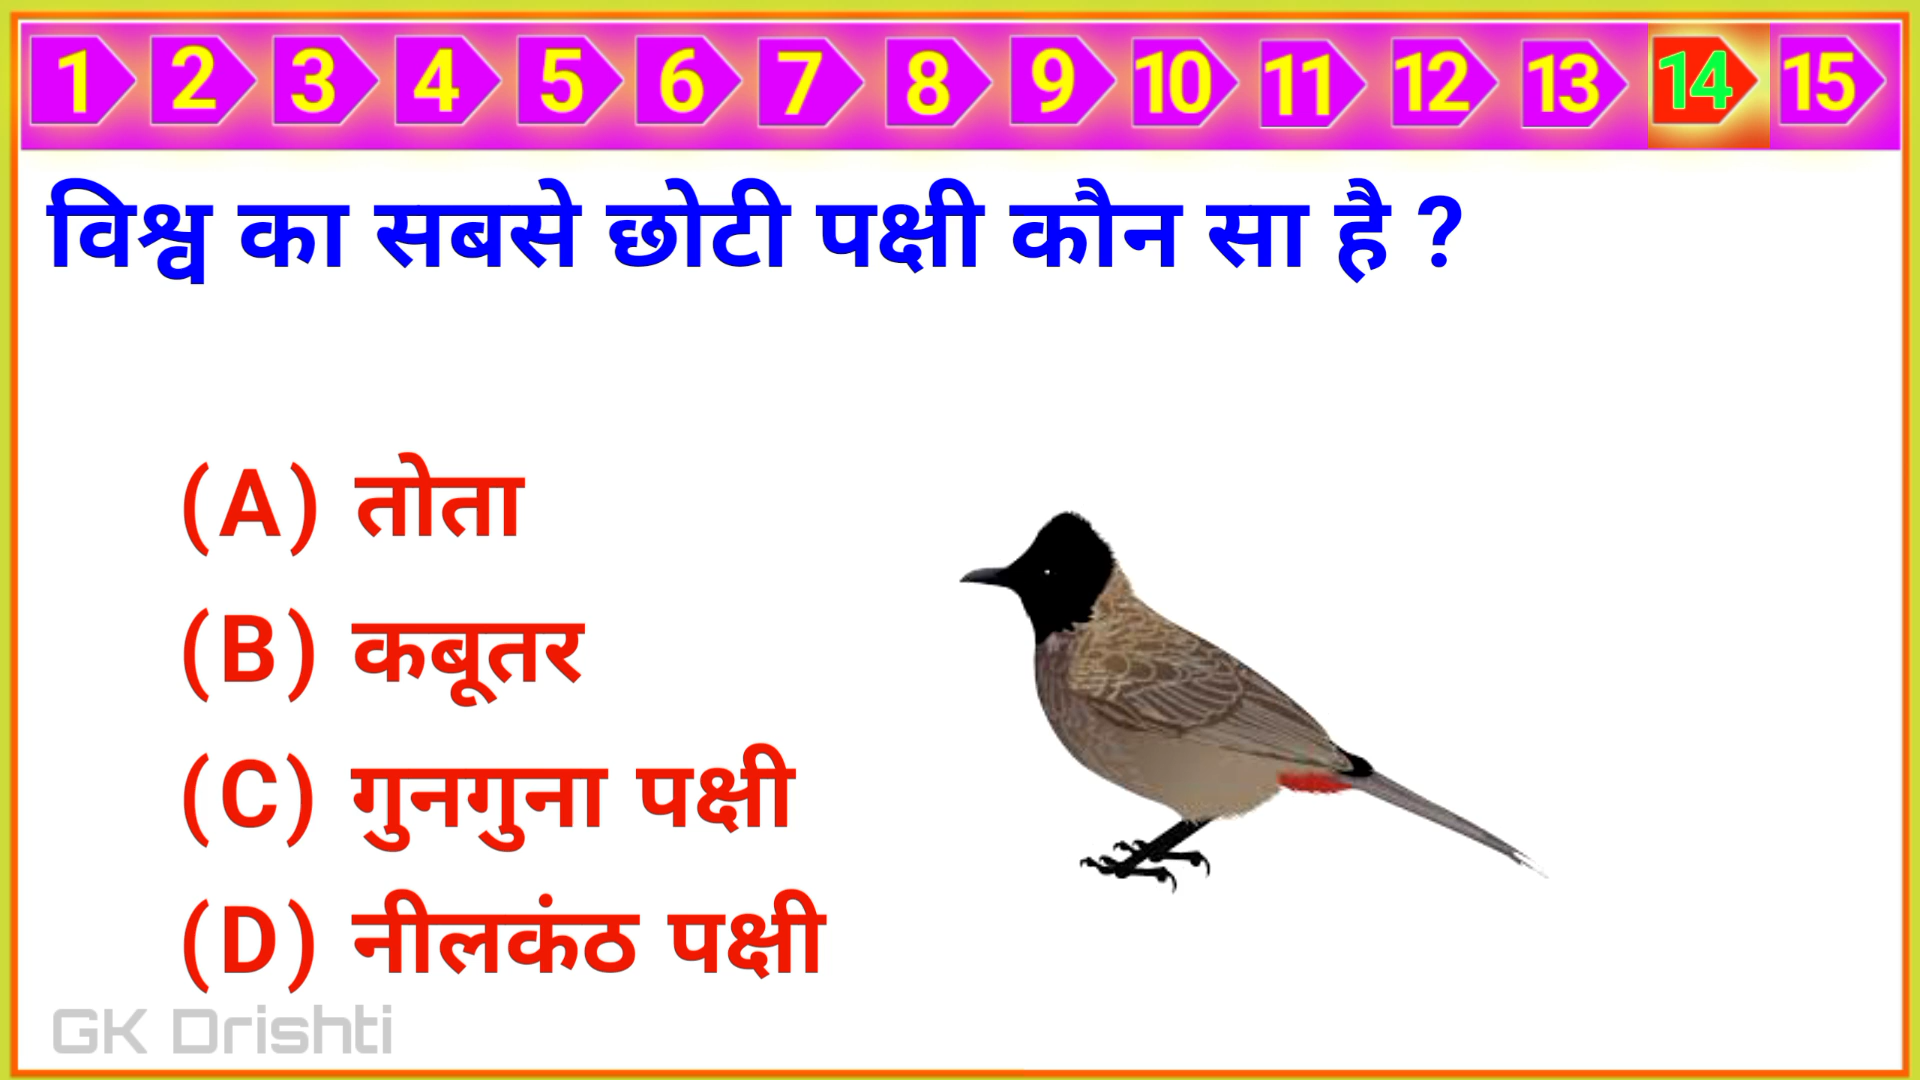 1 2 3 4 5 6 7 8 9 10 11 12 13 14 15
विश्व का सबसे छोटी पक्षी कौन सा है ?
(A) तोता
(B) कबूतर
(C) गुनगुना पक्षी
(D) नीलकंठ पक्षी
GK Drishti